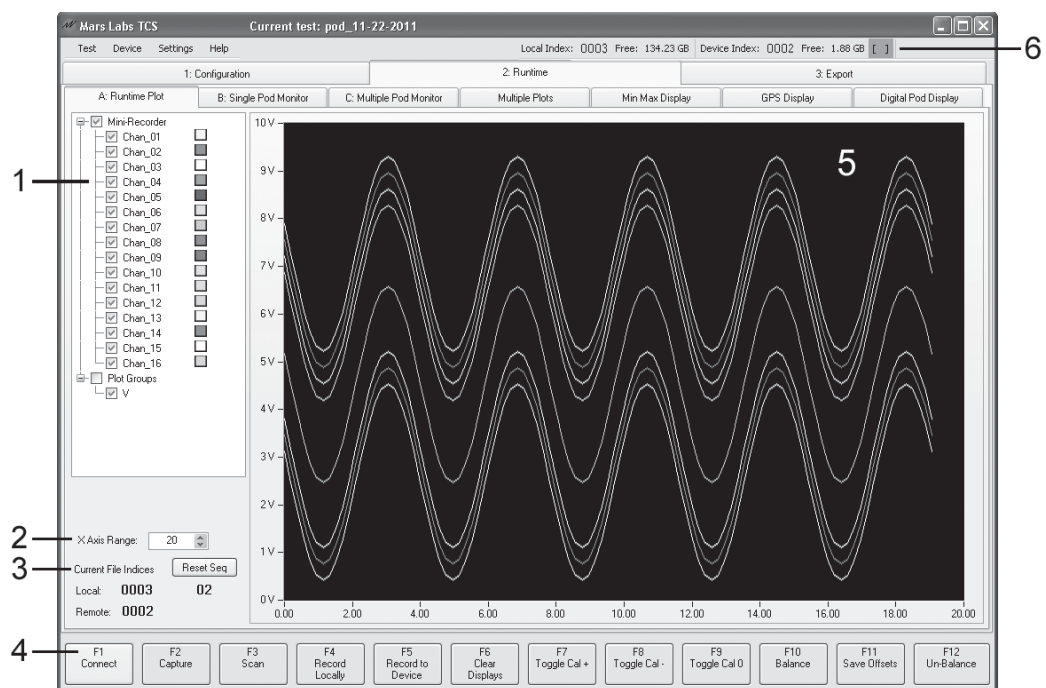 Mars Labs TCS Current test: pod_11-22-2011
Test Device Settings Help Local Index: 0003 Free: 134.23 GB Device Index: 0002 Free: 1.88 GB [ ] 6
1: Configuration 2: Runtime 3: Export
A: Runtime Plot B: Single Pod Monitor C: Multiple Pod Monitor Multiple Plots Min Max Display GPS Display Digital Pod Display
Mini-Recorder
Chan_01
Chan_02
Chan_03
1 Chan_04
Chan_05
Chan_06
Chan_07
Chan_08
Chan_09
Chan_10
Chan_11
Chan_12
Chan_13
Chan_14
Chan_15
Chan_16
Plot Groups
V
2 X Axis Range: 20
3 Current File Indices Reset Seq
Local: 0003 02
Remote: 0002
10 V
9 V 5
8 V
7 V
6 V
5 V
4 V
3 V
2 V
1 V
0 V
0.00 2.00 4.00 6.00 8.00 10.00 12.00 14.00 16.00 18.00 20.00
4
F1
Connect
F2
Capture
F3
Scan
F4
Record
Locally
F5
Record to
Device
F6
Clear
Displays
F7
Toggle Cal +
F8
Toggle Cal -
F9
Toggle Cal 0
F10
Balance
F11
Save Offsets
F12
Un-Balance